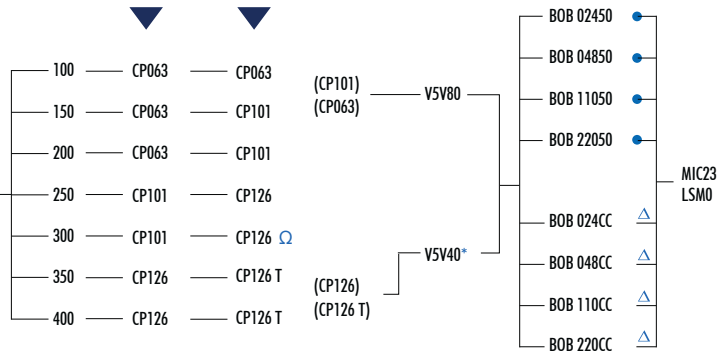 100 CP063 CP063
150 CP063 CP101
200 CP063 CP101
250 CP101 CP126
300 CP101 CP126 Ω
350 CP126 CP126 T
400 CP126 CP126 T
(CP101)
(CP063)
V5V80
(CP126)
(CP126 T)
V5V40*
BOB 02450
BOB 04850
BOB 11050
BOB 22050
BOB 024CC Δ
BOB 048CC Δ
BOB 110CC Δ
BOB 220CC Δ
MIC23
LSM0